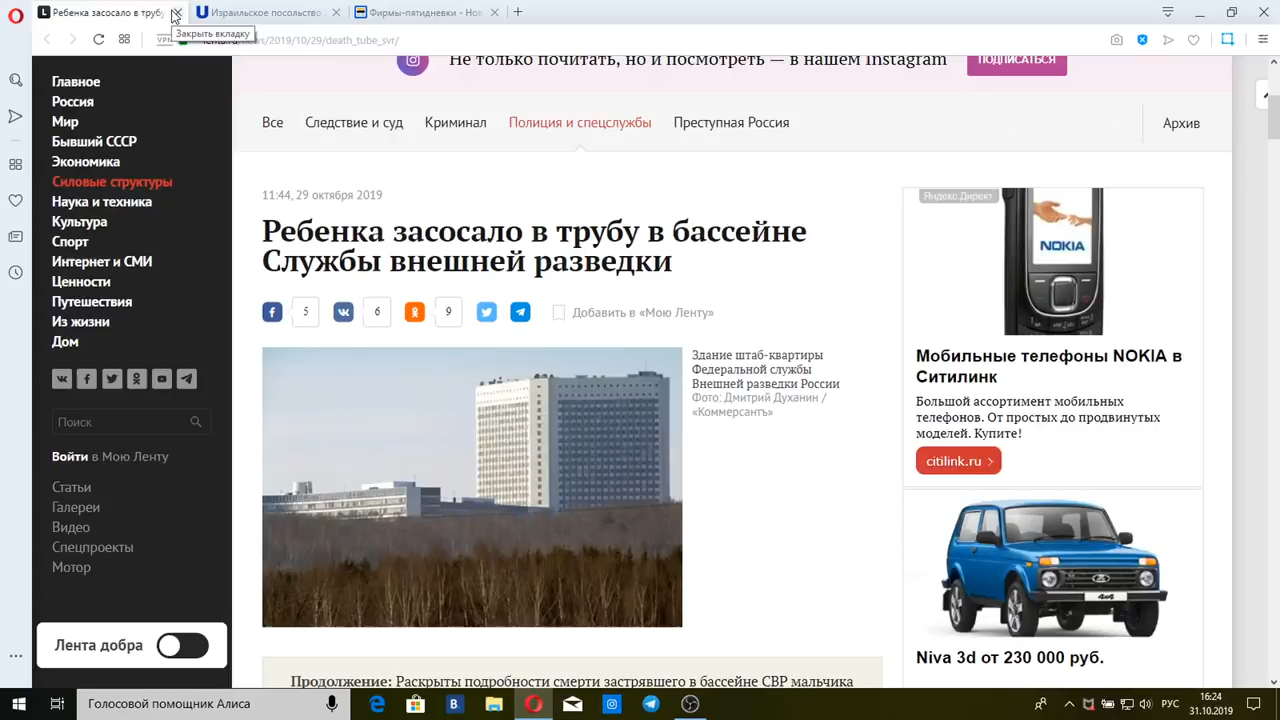 Ребенка засосало в трубу
Израильское посольство
Фирмы-пятидневки - Нов
Закрыть вкладку
VPN
/2019/10/29/death_tube_svr/
Не только почитать, но и посмотреть — в нашем Instagram
ПОДПИСАТЬСЯ
Главное
Россия
Мир
Бывший СССР
Экономика
Силовые структуры
Наука и техника
Культура
Спорт
Интернет и СМИ
Ценности
Путешествия
Из жизни
Дом
Поиск
Войти в Мою Ленту
Статьи
Галереи
Видео
Спецпроекты
Мотор
Лента добра
Все Следствие и суд Криминал Полиция и спецслужбы Преступная Россия Архив
11:44, 29 октября 2019
Ребенка засосало в трубу в бассейне
Службы внешней разведки
5 6 9 Добавить в «Мою Ленту»
Здание штаб-квартиры
Федеральной службы
Внешней разведки России
Фото: Дмитрий Духанин /
«Коммерсантъ»
Продолжение: Раскрыты подробности смерти застрявшего в бассейне СВР мальчика
Яндекс.Директ
NOKIA
Мобильные телефоны NOKIA в
Ситилинк
Большой ассортимент мобильных
телефонов. От простых до продвинутых
моделей. Купите!
citilink.ru
4x4
Niva 3d от 230 000 руб.
Голосовой помощник Алиса
РУС
16:24
31.10.2019